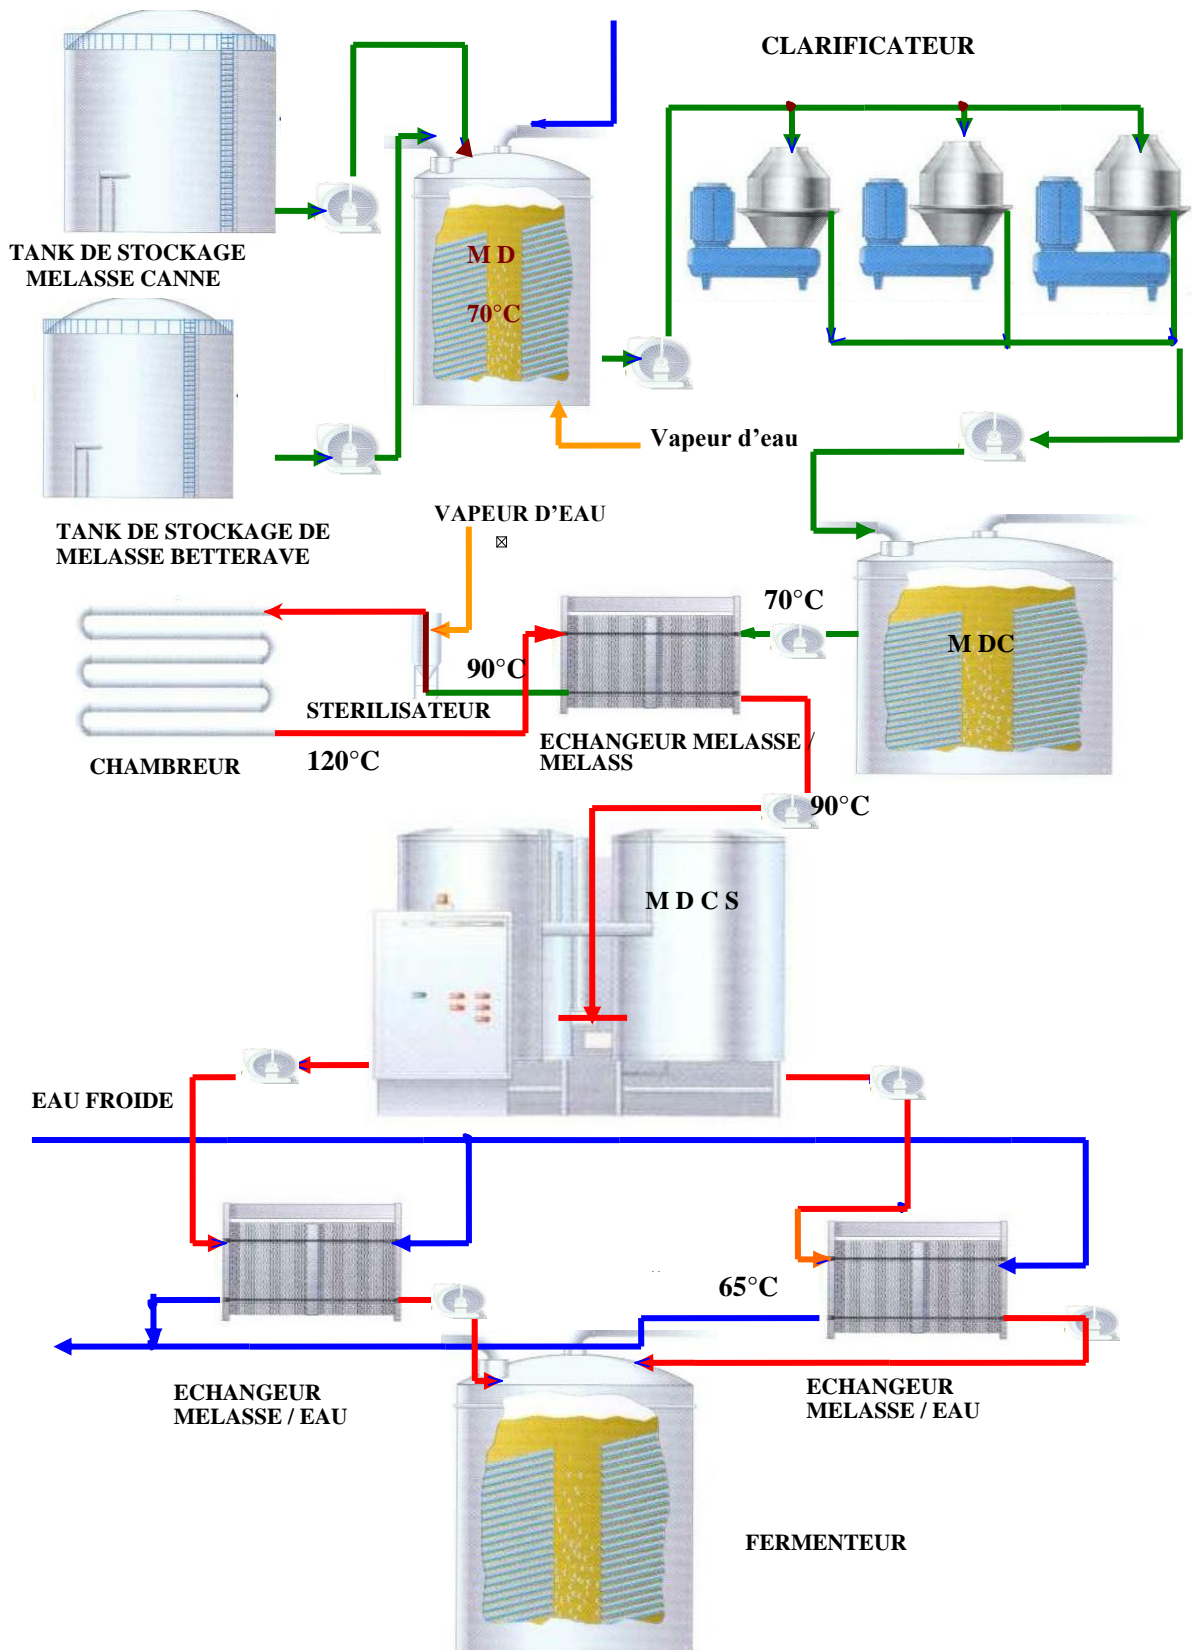 CLARIFICATEUR
TANK DE STOCKAGE
MELASSE CANNE
M D
70°C
Vapeur d’eau
TANK DE STOCKAGE DE
MELASSE BETTERAVE
VAPEUR D’EAU
70°C
M DC
90°C
STERILISATEUR
CHAMBREUR
120°C
ECHANGEUR MELASSE /
MELASS
90°C
M D C S
EAU FROIDE
65°C
ECHANGEUR
MELASSE / EAU
ECHANGEUR
MELASSE / EAU
FERMENTEUR